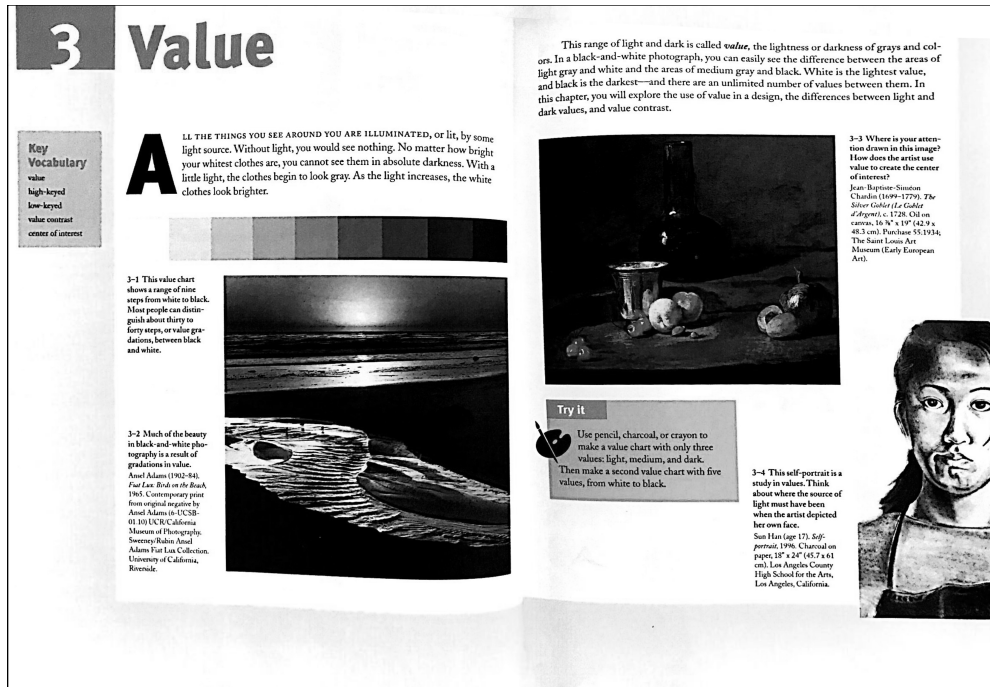 3 Value
Key
Vocabulary
value
high-keyed
low-keyed
value contrast
center of interest
ALL THE THINGS YOU SEE AROUND YOU ARE ILLUMINATED, or lit, by some
light source. Without light, you would see nothing. No matter how bright
your whitest clothes are, you cannot see them in absolute darkness. With a
little light, the clothes begin to look gray. As the light increases, the white
clothes look brighter.
3–1 This value chart
shows a range of nine
steps from white to black.
Most people can distin-
guish about thirty to
forty steps, or value gra-
dations, between black
and white.
3–2 Much of the beauty
in black-and-white pho-
tography is a result of
gradations in value.
Ansel Adams (1902–84).
Fiat Lux: Birds on the Beach,
1965. Contemporary print
from original negative by
Ansel Adams (6-UCSB-
01.10) UCR/California
Museum of Photography,
Sweeney/Rubin Ansel
Adams Fiat Lux Collection,
University of California,
Riverside.
This range of light and dark is called value, the lightness or darkness of grays and col-
ors. In a black-and-white photograph, you can easily see the difference between the areas of
light gray and white and the areas of medium gray and black. White is the lightest value,
and black is the darkest—and there are an unlimited number of values between them. In
this chapter, you will explore the use of value in a design, the differences between light and
dark values, and value contrast.
3–3 Where is your atten-
tion drawn in this image?
How does the artist use
value to create the center
of interest?
Jean-Baptiste-Siméon
Chardin (1699–1779). The
Silver Goblet (Le Goblet
d'Argent), c. 1728. Oil on
canvas, 16 ⅞" x 19" (42.9 x
48.3 cm). Purchase 55:1934;
The Saint Louis Art
Museum (Early European
Art).
Try it
Use pencil, charcoal, or crayon to
make a value chart with only three
values: light, medium, and dark.
Then make a second value chart with five
values, from white to black.
3–4 This self-portrait is a
study in values. Think
about where the source of
light must have been
when the artist depicted
her own face.
Sun Han (age 17). Self-
portrait, 1996. Charcoal on
paper, 18" x 24" (45.7 x 61
cm). Los Angeles County
High School for the Arts,
Los Angeles, California.